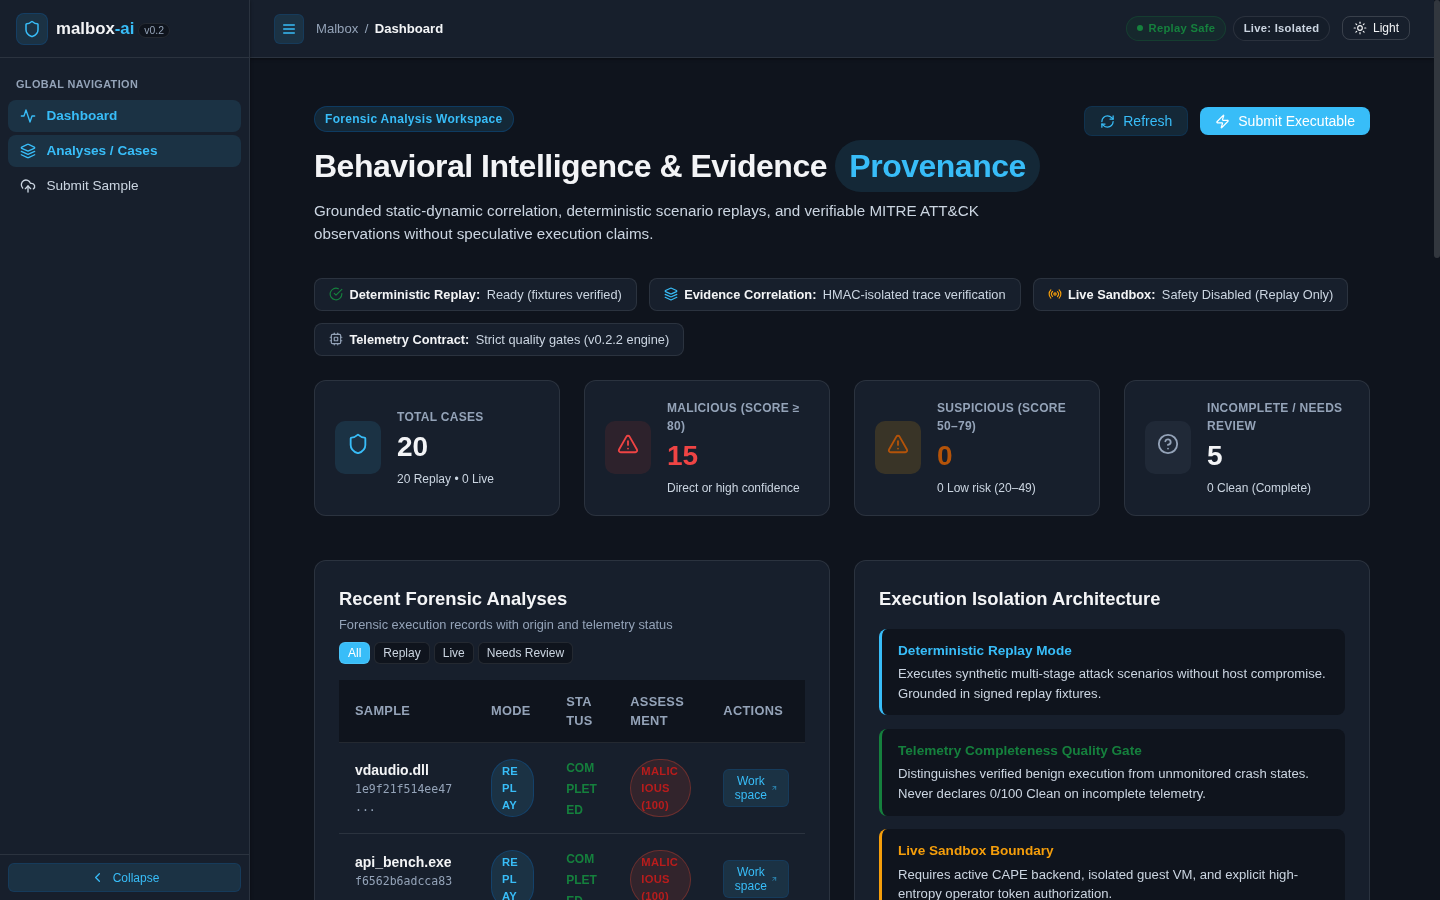 malbox-ai v0.2
GLOBAL NAVIGATION
Dashboard
Analyses / Cases
Submit Sample
Collapse
Malbox / Dashboard
Replay Safe
Live: Isolated
Light
Forensic Analysis Workspace
Refresh
Submit Executable
Behavioral Intelligence & Evidence Provenance
Grounded static-dynamic correlation, deterministic scenario replays, and verifiable MITRE ATT&CK
observations without speculative execution claims.
Deterministic Replay: Ready (fixtures verified)
Evidence Correlation: HMAC-isolated trace verification
Live Sandbox: Safety Disabled (Replay Only)
Telemetry Contract: Strict quality gates (v0.2.2 engine)
TOTAL CASES
20
20 Replay • 0 Live
MALICIOUS (SCORE ≥
80)
15
Direct or high confidence
SUSPICIOUS (SCORE
50–79)
0
0 Low risk (20–49)
INCOMPLETE / NEEDS
REVIEW
5
0 Clean (Complete)
Recent Forensic Analyses
Forensic execution records with origin and telemetry status
All
Replay
Live
Needs Review
SAMPLE
MODE
STA
TUS
ASSESS
MENT
ACTIONS
vdaudio.dll
1e9f21f514ee47
...
RE
PL
AY
COM
PLET
ED
MALIC
IOUS
(100)
Work
space
api_bench.exe
f6562b6adcca83
RE
PL
AY
COM
PLET
ED
MALIC
IOUS
(100)
Work
space
Execution Isolation Architecture
Deterministic Replay Mode
Executes synthetic multi-stage attack scenarios without host compromise.
Grounded in signed replay fixtures.
Telemetry Completeness Quality Gate
Distinguishes verified benign execution from unmonitored crash states.
Never declares 0/100 Clean on incomplete telemetry.
Live Sandbox Boundary
Requires active CAPE backend, isolated guest VM, and explicit high-
entropy operator token authorization.